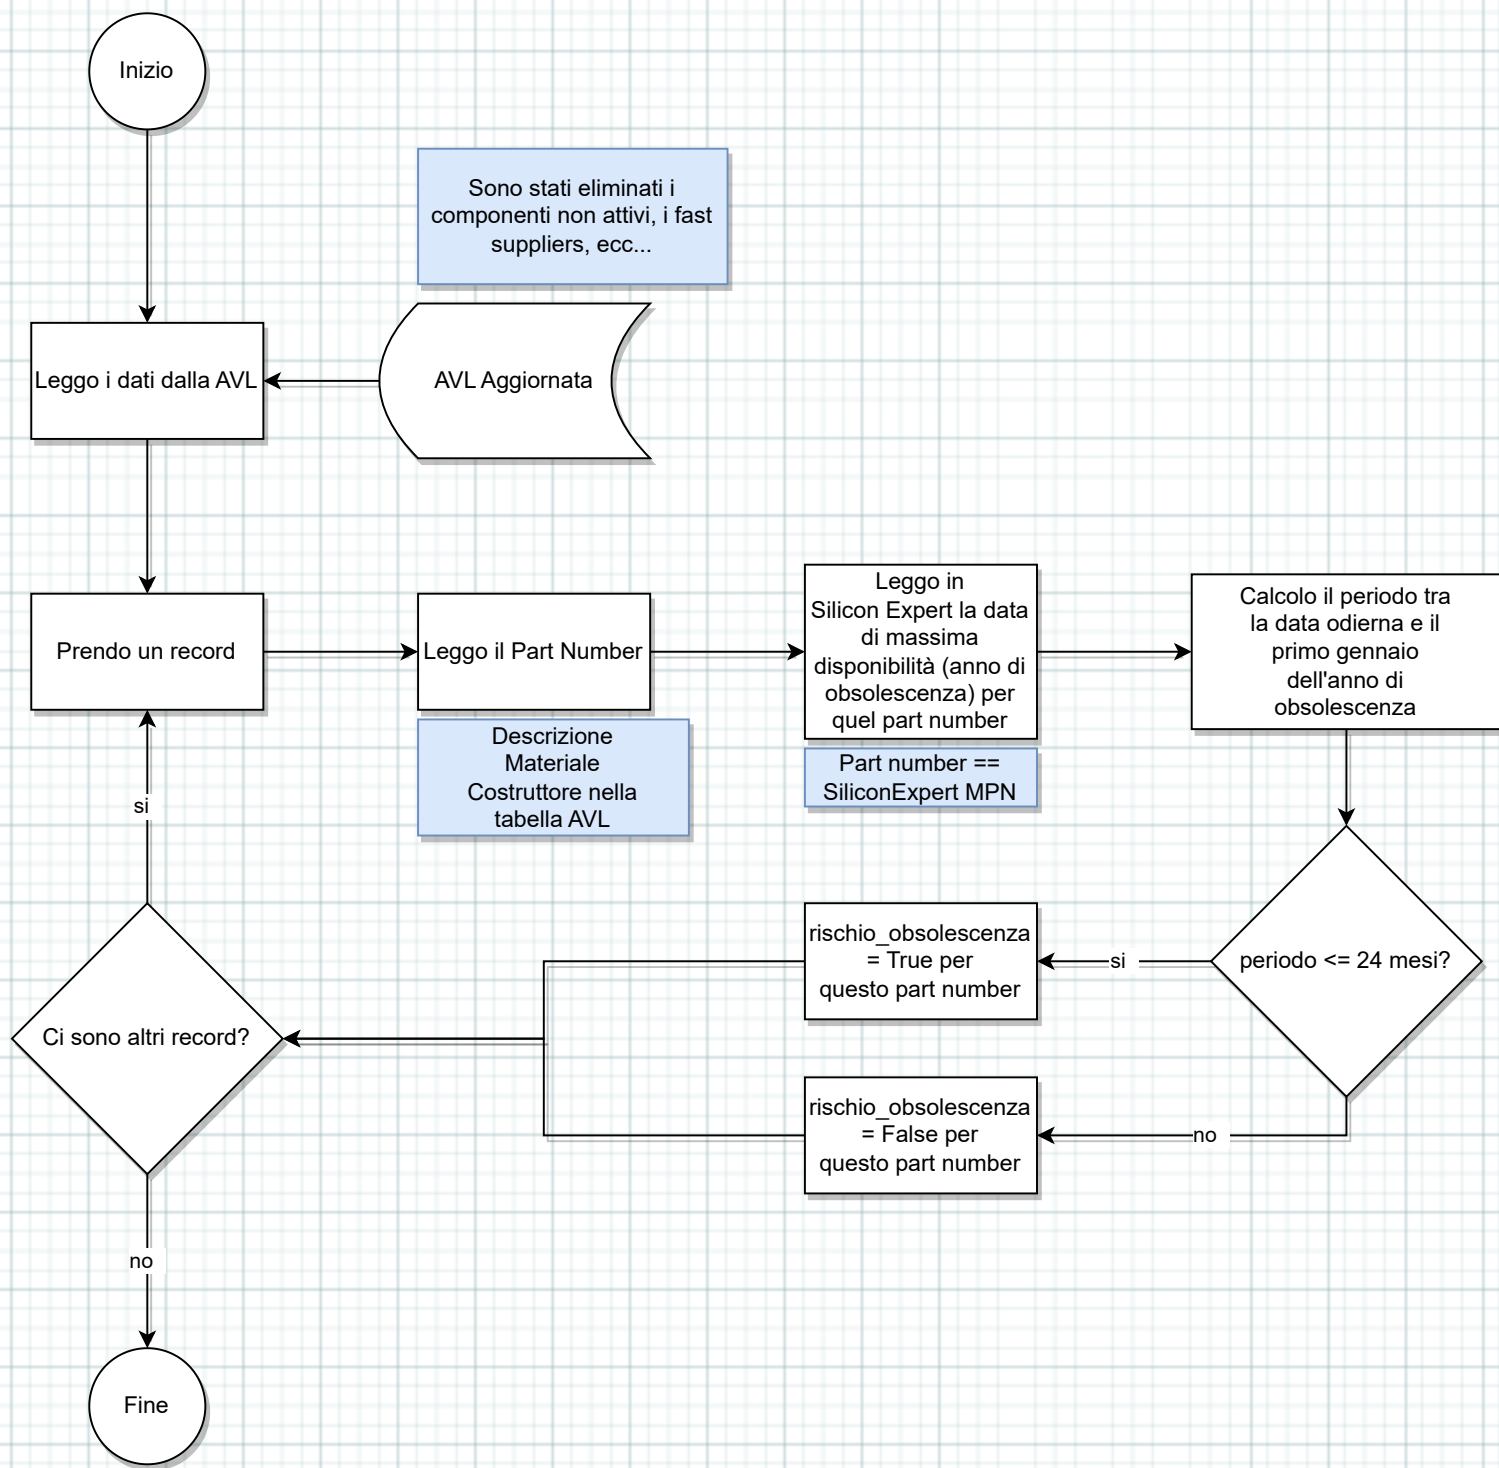 Inizio
Sono stati eliminati i
componenti non attivi, i fast
suppliers, ecc...
Leggo i dati dalla AVL
AVL Aggiornata
Prendo un record
Leggo il Part Number
Descrizione
Materiale
Costruttore nella
tabella AVL
Leggo in
Silicon Expert la data
di massima
disponibilità (anno di
obsolescenza) per
quel part number
Part number ==
SiliconExpert MPN
Calcolo il periodo tra
la data odierna e il
primo gennaio
dell'anno di
obsolescenza
periodo <= 24 mesi?
si
rischio_obsolescenza
= True per
questo part number
no
rischio_obsolescenza
= False per
questo part number
Ci sono altri record?
si
no
Fine